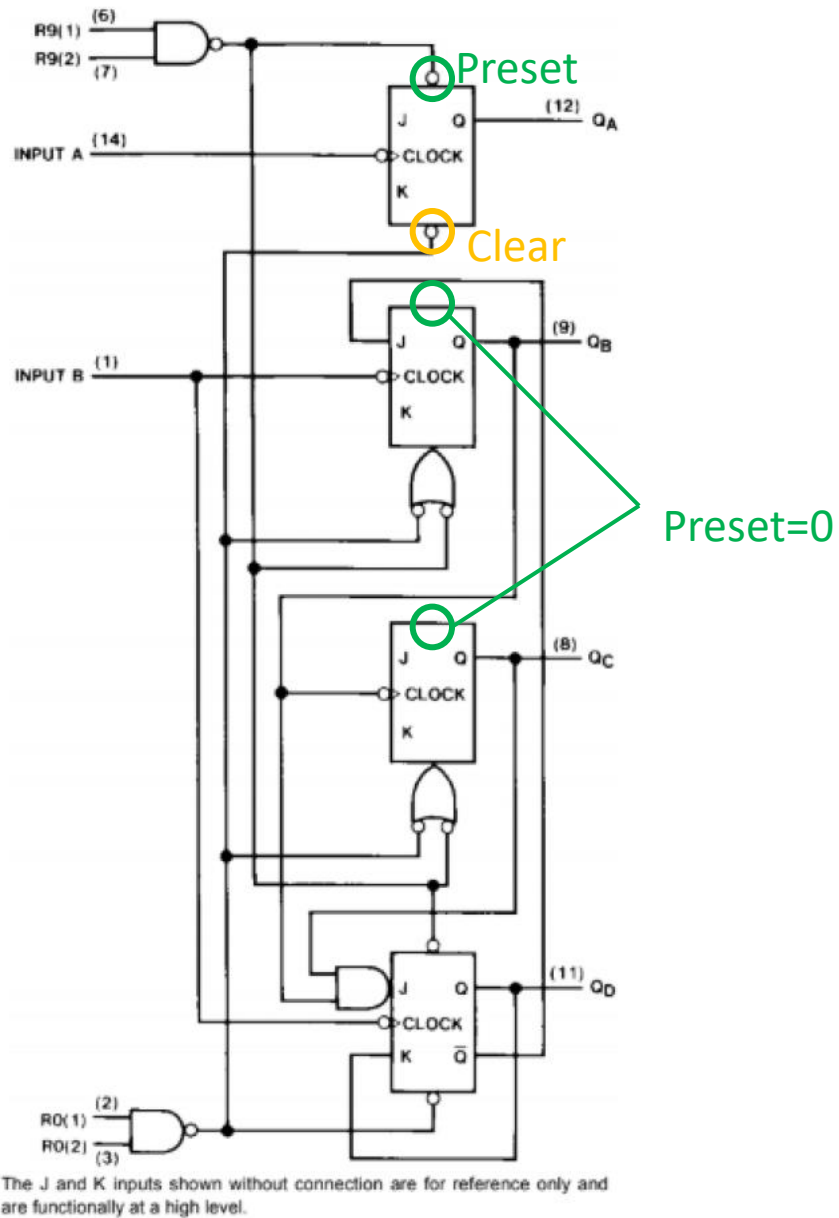 R9(1) (6)
R9(2)
(7)
Preset
J Q (12) QA
INPUT A (14)
CLOCK
K
Clear
J Q (9) QB
INPUT B (1)
CLOCK
K
Preset=0
J Q (8) QC
CLOCK
K
J Q (11) QD
CLOCK
K Q̅
R0(1) (2)
R0(2)
(3)
The J and K inputs shown without connection are for reference only and
are functionally at a high level.